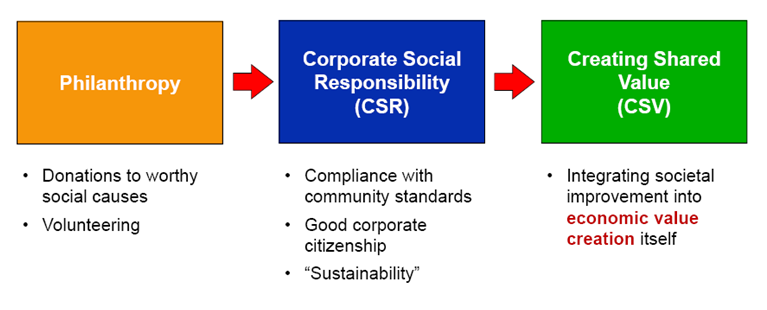 Philanthropy
Corporate Social
Responsibility
(CSR)
Creating Shared
Value
(CSV)
• Donations to worthy
social causes
• Volunteering
• Compliance with
community standards
• Good corporate
citizenship
• “Sustainability”
• Integrating societal
improvement into
economic value
creation itself